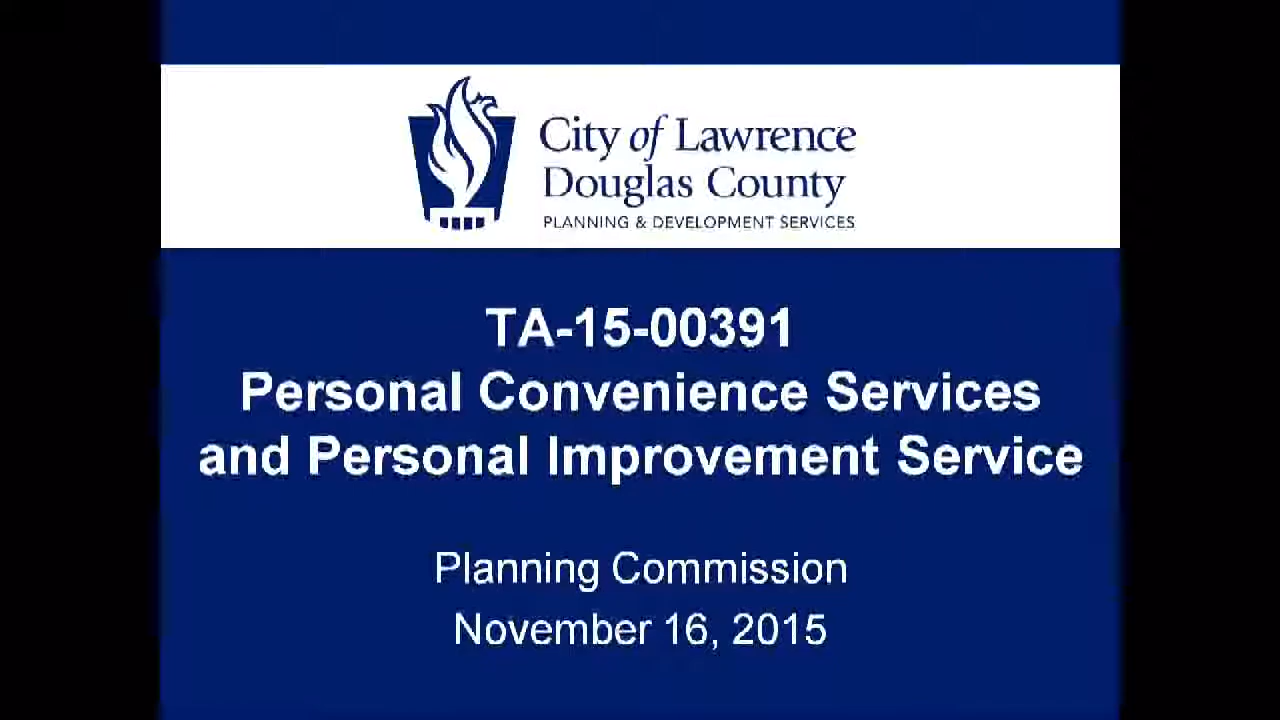 City of Lawrence
Douglas County
PLANNING & DEVELOPMENT SERVICES
TA-15-00391
Personal Convenience Services
and Personal Improvement Service
Planning Commission
November 16, 2015